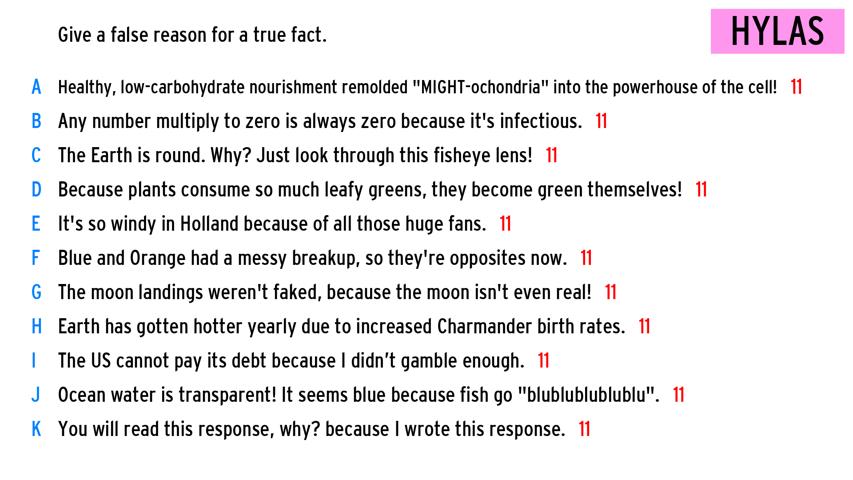 Give a false reason for a true fact.
HYLAS
A Healthy, low-carbohydrate nourishment remolded "MIGHT-ochondria" into the powerhouse of the cell! 11
B Any number multiply to zero is always zero because it's infectious. 11
C The Earth is round. Why? Just look through this fisheye lens! 11
D Because plants consume so much leafy greens, they become green themselves! 11
E It's so windy in Holland because of all those huge fans. 11
F Blue and Orange had a messy breakup, so they're opposites now. 11
G The moon landings weren't faked, because the moon isn't even real! 11
H Earth has gotten hotter yearly due to increased Charmander birth rates. 11
I The US cannot pay its debt because I didn’t gamble enough. 11
J Ocean water is transparent! It seems blue because fish go "blublublublublu". 11
K You will read this response, why? because I wrote this response. 11